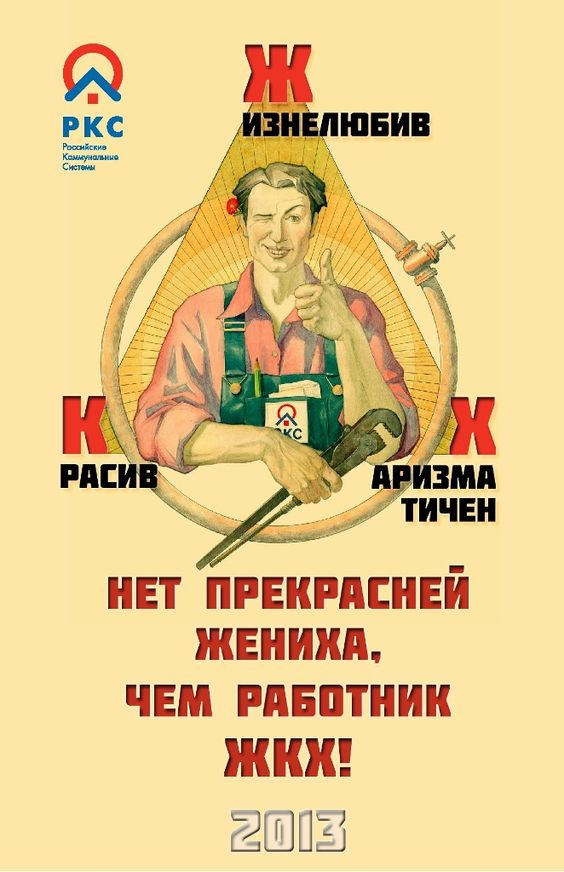 РКС
Российские
Коммунальные
Системы
Ж
ИЗНЕЛЮБИВ
РКС
К
РАСИВ
Х
АРИЗМА
ТИЧЕН
НЕТ ПРЕКРАСНЕЙ
ЖЕНИХА,
ЧЕМ РАБОТНИК
ЖКХ!
2013